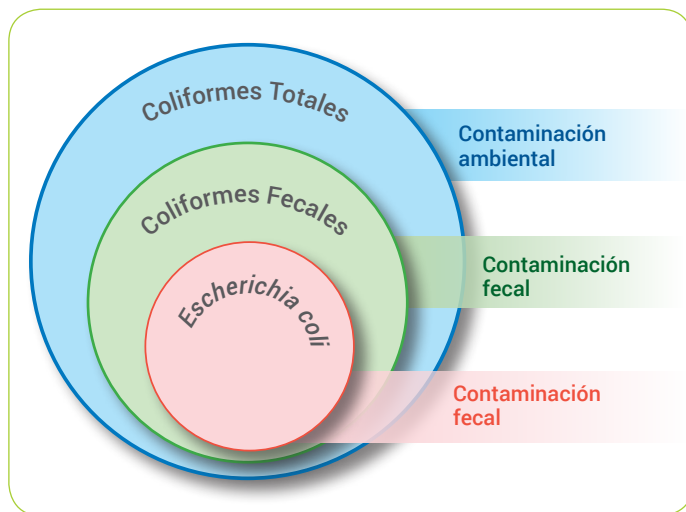 Coliformes Totales
Contaminación
ambiental
Coliformes Fecales
Contaminación
fecal
Escherichia coli
Contaminación
fecal